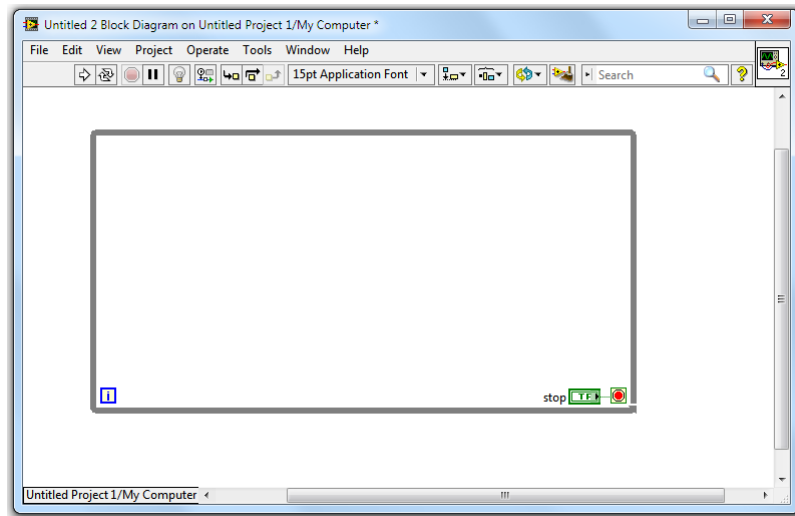 Untitled 2 Block Diagram on Untitled Project 1/My Computer *
File Edit View Project Operate Tools Window Help
15pt Application Font Search ? 2
i
stop TF
Untitled Project 1/My Computer